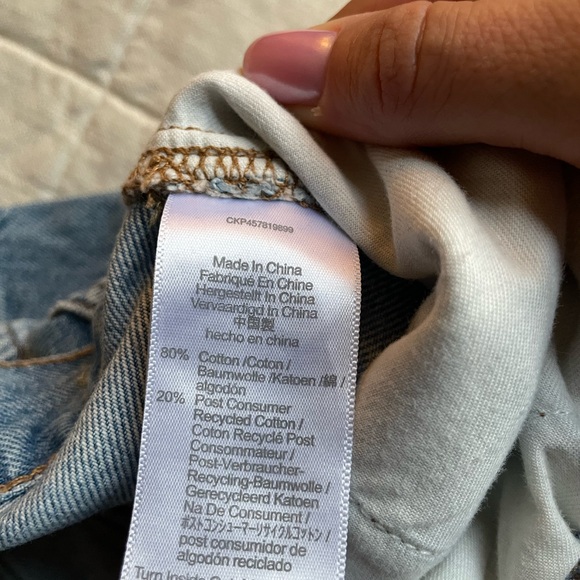 CKP457819899
Made In China
Fabriqué En Chine
Hergestellt In China
Vervaardigd In China
中国製
hecho en china
80% Cotton /Coton /
Baumwolle /Katoen /綿 /
algodón
20% Post Consumer
Recycled Cotton /
Coton Recyclé Post
Consommateur /
Post-Verbraucher-
Recycling-Baumwolle /
Gerecycleerd Katoen
Na De Consument /
ポストコンシューマーリサイクルコットン /
post consumidor de
algodón reciclado
Turn Inside